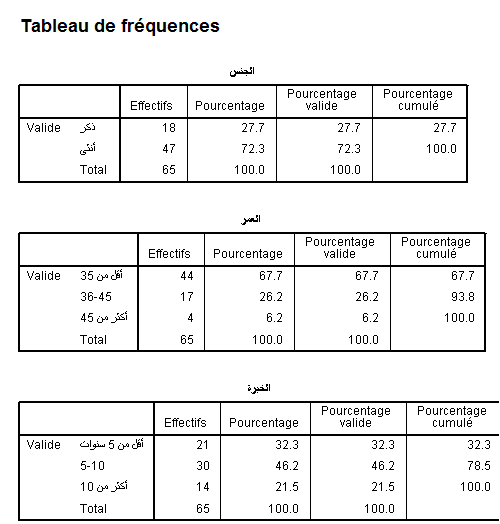 Tableau de fréquences
الجنس
Effectifs Pourcentage Pourcentage valide Pourcentage cumulé
Valide ذكر 18 27.7 27.7 27.7
أنثى 47 72.3 72.3 100.0
Total 65 100.0 100.0
العمر
Effectifs Pourcentage Pourcentage valide Pourcentage cumulé
Valide أقل من 35 44 67.7 67.7 67.7
36-45 17 26.2 26.2 93.8
أكثر من 45 4 6.2 6.2 100.0
Total 65 100.0 100.0
الخبرة
Effectifs Pourcentage Pourcentage valide Pourcentage cumulé
Valide أقل من 5 سنوات 21 32.3 32.3 32.3
5-10 30 46.2 46.2 78.5
أكثر من 10 14 21.5 21.5 100.0
Total 65 100.0 100.0